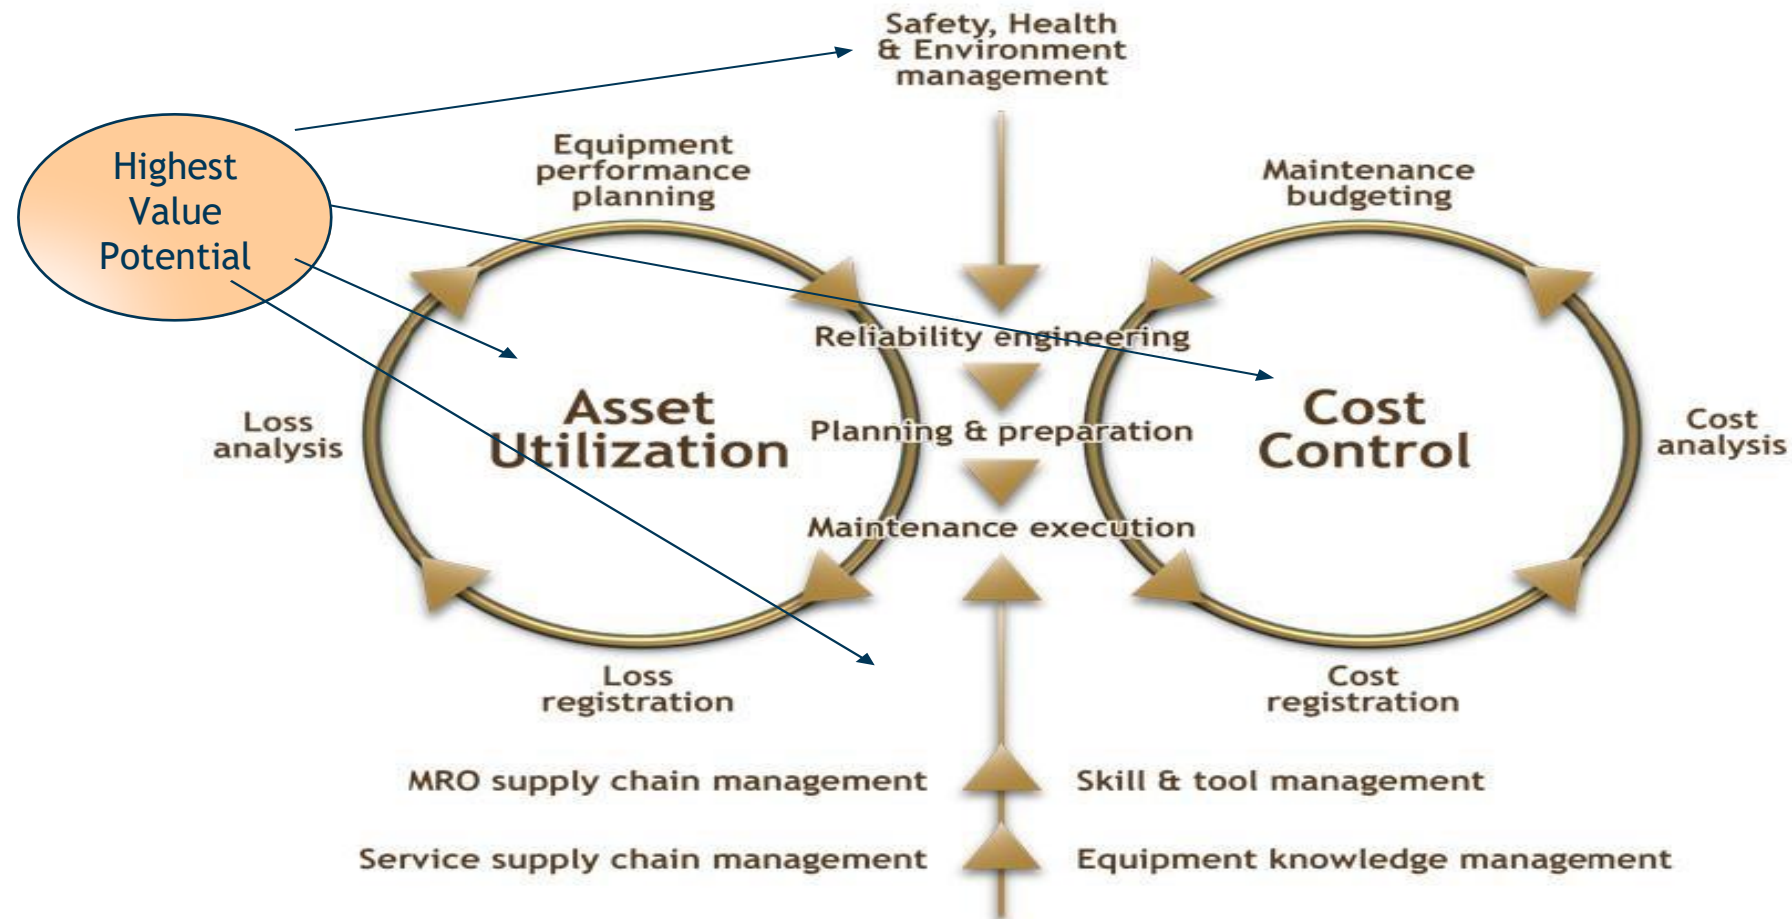 Safety, Health
& Environment
management
Highest
Value
Potential
Equipment
performance
planning
Maintenance
budgeting
Reliability engineering
Loss
analysis
Asset
Utilization
Planning & preparation
Cost
Control
Cost
analysis
Maintenance execution
Loss
registration
Cost
registration
MRO supply chain management
Skill & tool management
Service supply chain management
Equipment knowledge management